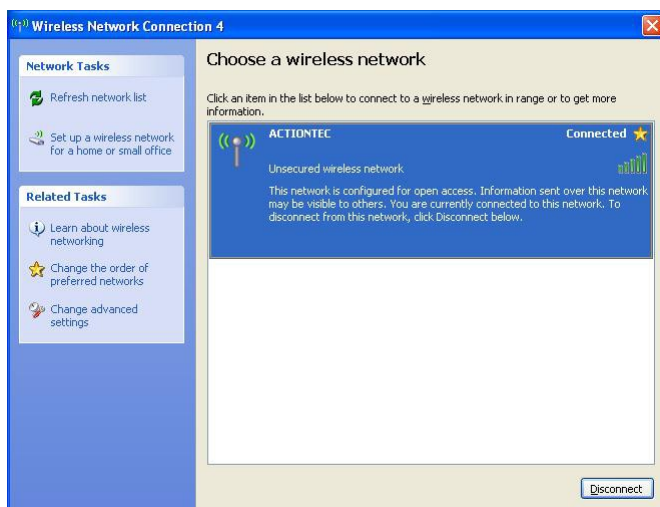 Wireless Network Connection 4
Network Tasks
Refresh network list
Set up a wireless network
for a home or small office
Related Tasks
Learn about wireless
networking
Change the order of
preferred networks
Change advanced
settings
Choose a wireless network
Click an item in the list below to connect to a wireless network in range or to get more
information.
ACTIONTEC Connected
Unsecured wireless network
This network is configured for open access. Information sent over this network
may be visible to others. You are currently connected to this network. To
disconnect from this network, click Disconnect below.
Disconnect